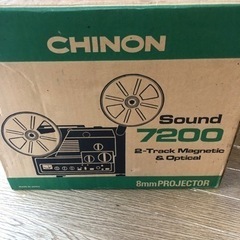 CHINON
Sound
7200
2-Track Magnetic
& Optical
8mm PROJECTOR